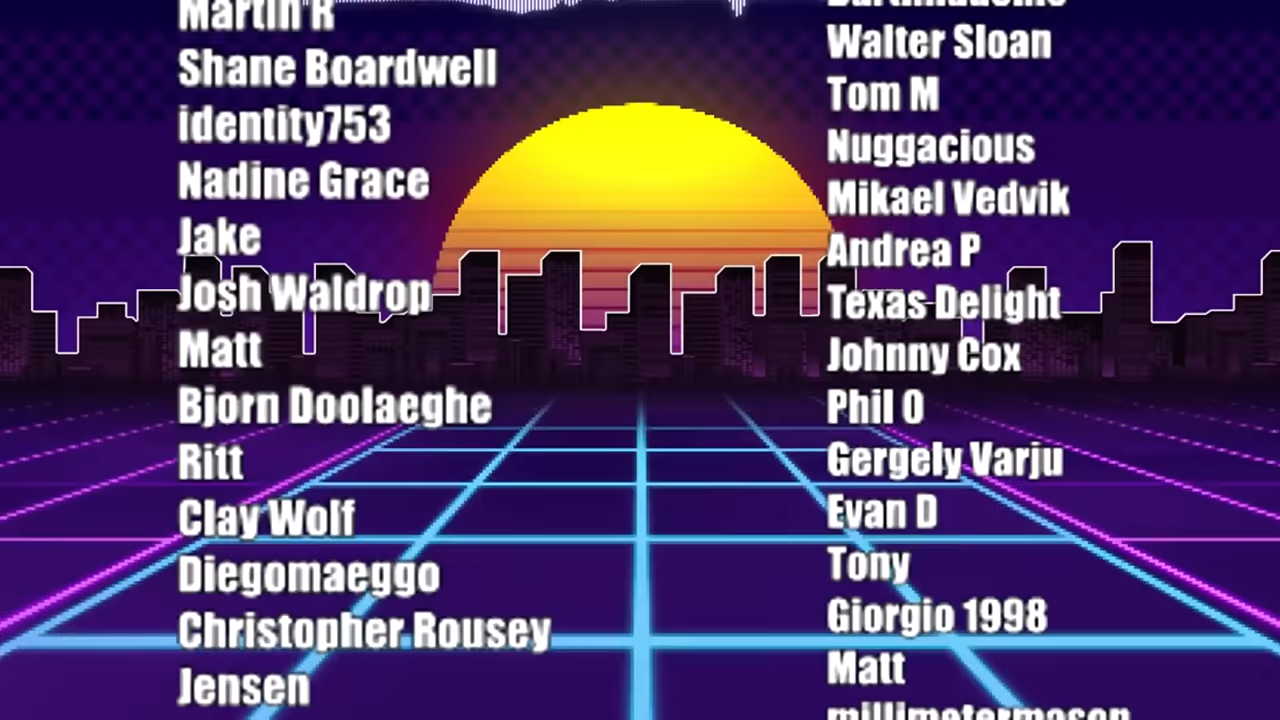 Martin R
Shane Boardwell
identity753
Nadine Grace
Jake
Josh Waldrop
Matt
Bjorn Doolaeghe
Ritt
Clay Wolf
Diegomaeggo
Christopher Rousey
Jensen
Walter Sloan
Tom M
Nuggacious
Mikael Vedvik
Andrea P
Texas Delight
Johnny Cox
Phil O
Gergely Varju
Evan D
Tony
Giorgio 1998
Matt
millimetermason